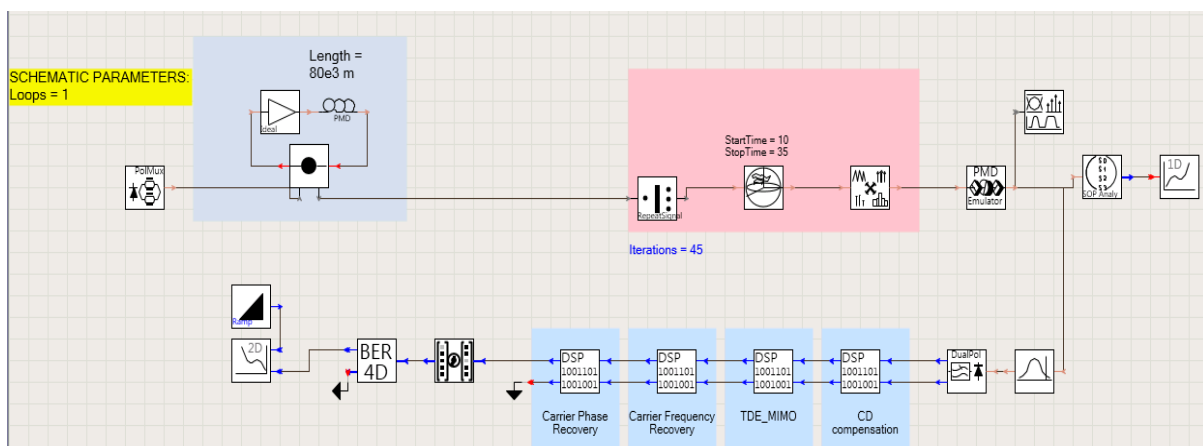 Length =
80e3 m
SCHEMATIC PARAMETERS:
Loops = 1
Ideal
PMD
StartTime = 10
StopTime = 35
PolMux
RepeatSignal
PMD
Emulator
SOP Analy
1D
Iterations = 45
Ramp
2D
BER
4D
DSP
1001101
1001001
DSP
1001101
1001001
DSP
1001101
1001001
DSP
1001101
1001001
DualPol
Carrier Phase
Recovery
Carrier Frequency
Recovery
TDE_MIMO
CD
compensation